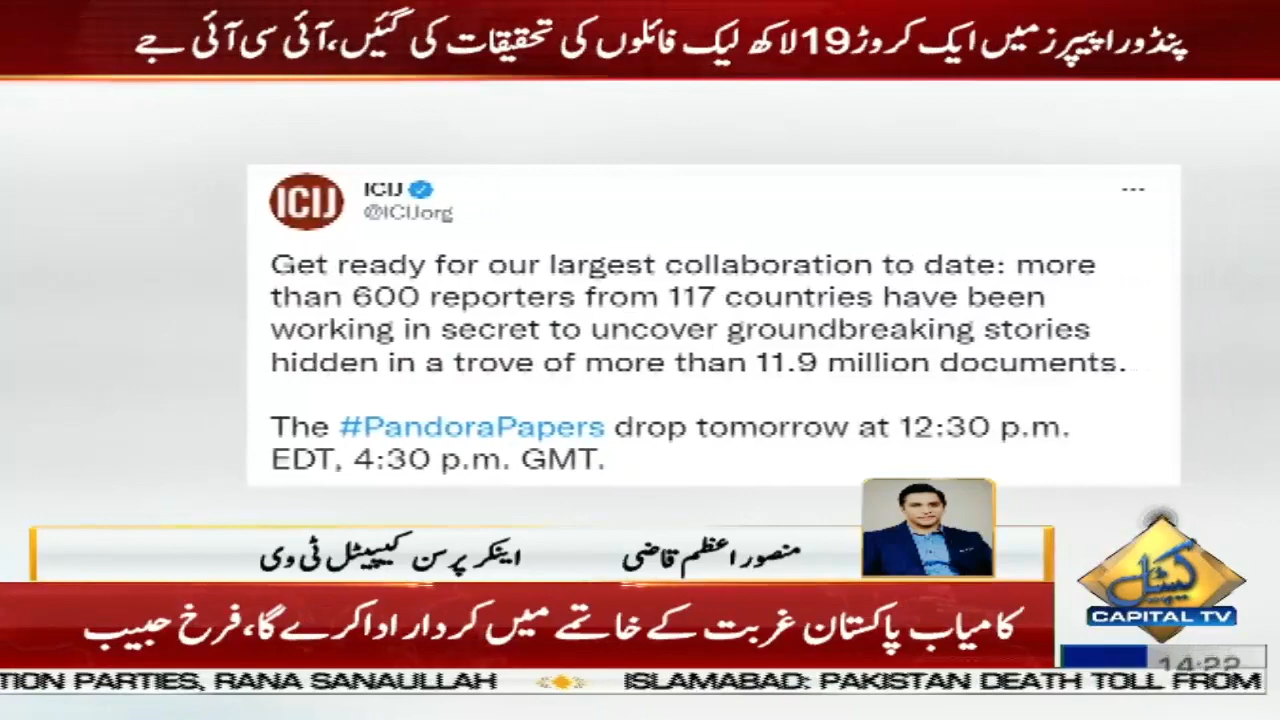 پنڈورا پیپرز میں ایک کروڑ 19 لاکھ لیک فائلوں کی تحقیقات کی گئیں، آئی سی آئی جے
ICIJ
ICIJ
@ICIJorg
Get ready for our largest collaboration to date: more
than 600 reporters from 117 countries have been
working in secret to uncover groundbreaking stories
hidden in a trove of more than 11.9 million documents.
The #PandoraPapers drop tomorrow at 12:30 p.m.
EDT, 4:30 p.m. GMT.
منصور اعظم قاضی اینکر پرسن کیپیٹل ٹی وی
کامیاب پاکستان غربت کے خاتمے میں کردار ادا کرے گا، فرخ حبیب
کیپیٹل
CAPITAL TV
14:22
TION PARTIES, RANA SANAULLAH ISLAMABAD: PAKISTAN DEATH TOLL FROM